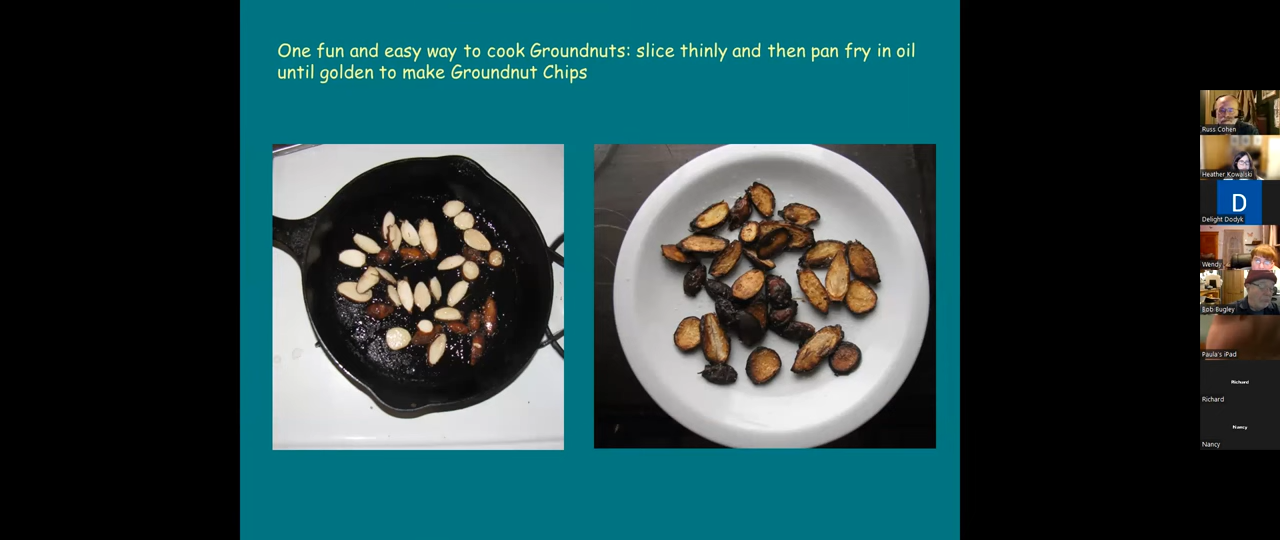 One fun and easy way to cook Groundnuts: slice thinly and then pan fry in oil
until golden to make Groundnut Chips
Russ Cohen
Heather Kowalski
D
Delight Dodyk
Wendy
Bob Bugley
Paula's iPad
Richard
Richard
Nancy
Nancy